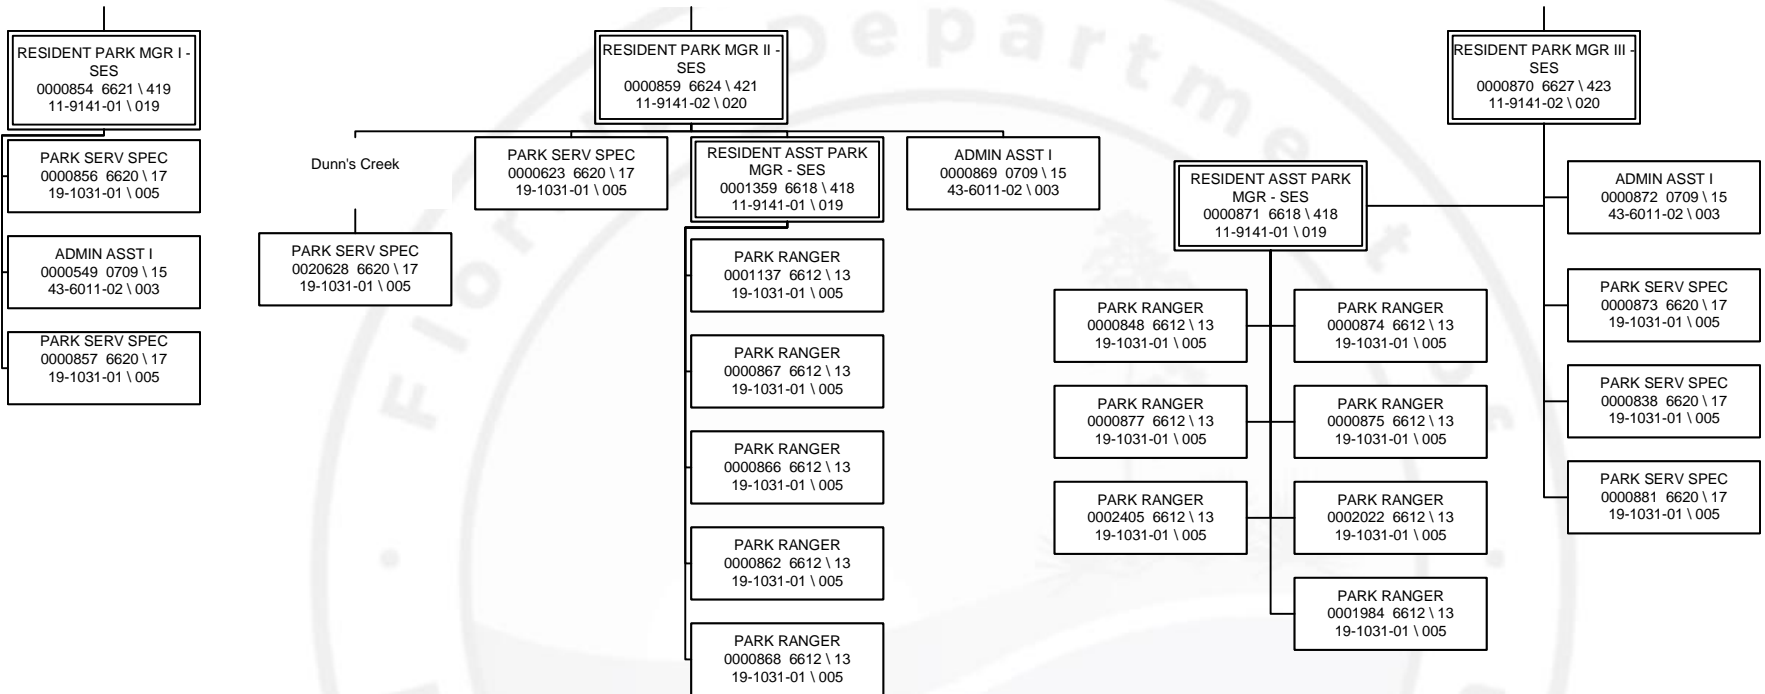 RESIDENT PARK MGR I -
SES
0000854 6621 \ 419
11-9141-01 \ 019
PARK SERV SPEC
0000856 6620 \ 17
19-1031-01 \ 005
ADMIN ASST I
0000549 0709 \ 15
43-6011-02 \ 003
PARK SERV SPEC
0000857 6620 \ 17
19-1031-01 \ 005
RESIDENT PARK MGR II -
SES
0000859 6624 \ 421
11-9141-02 \ 020
Dunn's Creek
PARK SERV SPEC
0020628 6620 \ 17
19-1031-01 \ 005
PARK SERV SPEC
0000623 6620 \ 17
19-1031-01 \ 005
RESIDENT ASST PARK
MGR - SES
0001359 6618 \ 418
11-9141-01 \ 019
PARK RANGER
0001137 6612 \ 13
19-1031-01 \ 005
PARK RANGER
0000867 6612 \ 13
19-1031-01 \ 005
PARK RANGER
0000866 6612 \ 13
19-1031-01 \ 005
PARK RANGER
0000862 6612 \ 13
19-1031-01 \ 005
PARK RANGER
0000868 6612 \ 13
19-1031-01 \ 005
ADMIN ASST I
0000869 0709 \ 15
43-6011-02 \ 003
RESIDENT PARK MGR III -
SES
0000870 6627 \ 423
11-9141-02 \ 020
RESIDENT ASST PARK
MGR - SES
0000871 6618 \ 418
11-9141-01 \ 019
PARK RANGER
0000848 6612 \ 13
19-1031-01 \ 005
PARK RANGER
0000874 6612 \ 13
19-1031-01 \ 005
PARK RANGER
0000877 6612 \ 13
19-1031-01 \ 005
PARK RANGER
0000875 6612 \ 13
19-1031-01 \ 005
PARK RANGER
0002405 6612 \ 13
19-1031-01 \ 005
PARK RANGER
0002022 6612 \ 13
19-1031-01 \ 005
PARK RANGER
0001984 6612 \ 13
19-1031-01 \ 005
ADMIN ASST I
0000872 0709 \ 15
43-6011-02 \ 003
PARK SERV SPEC
0000873 6620 \ 17
19-1031-01 \ 005
PARK SERV SPEC
0000838 6620 \ 17
19-1031-01 \ 005
PARK SERV SPEC
0000881 6620 \ 17
19-1031-01 \ 005
Department of